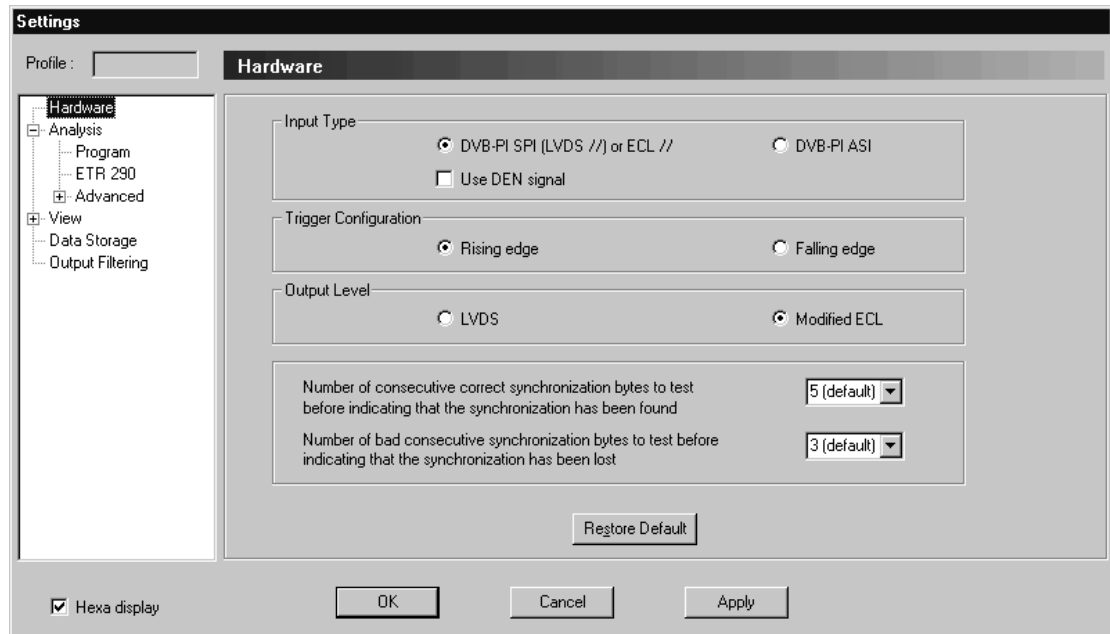 Settings
Profile :
Hardware
Hardware
Analysis
Program
ETR 290
Advanced
View
Data Storage
Output Filtering
Input Type
DVB-PI SPI (LVDS //) or ECL //
DVB-PI ASI
Use DEN signal
Trigger Configuration
Rising edge
Falling edge
Output Level
LVDS
Modified ECL
Number of consecutive correct synchronization bytes to test
before indicating that the synchronization has been found
5 (default)
Number of bad consecutive synchronization bytes to test before
indicating that the synchronization has been lost
3 (default)
Restore Default
Hexa display
OK
Cancel
Apply